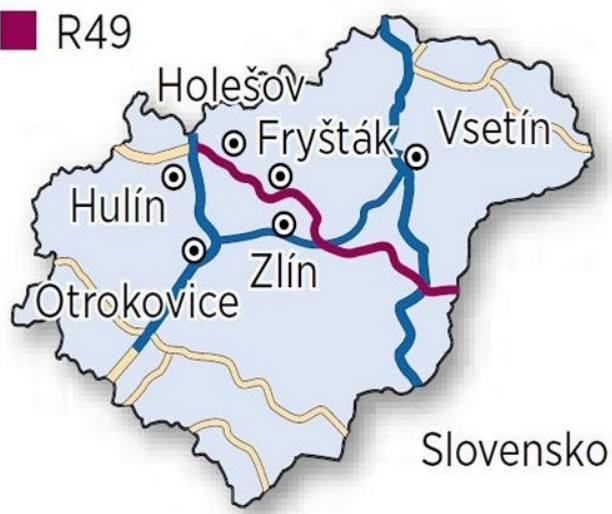 R49
Holešov
Fryšták
Vsetín
Hulín
Zlín
Otrokovice
Slovensko